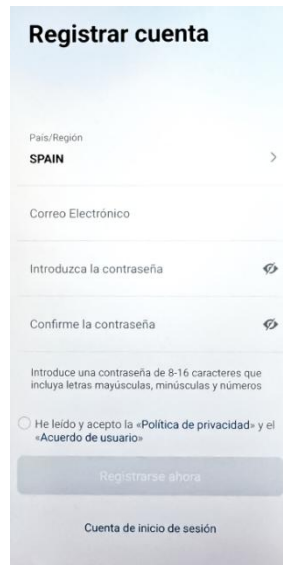 Registrar cuenta
País/Región
SPAIN
Correo Electrónico
Introduzca la contraseña
Confirme la contraseña
Introduce una contraseña de 8-16 caracteres que
incluya letras mayúsculas, minúsculas y números
He leído y acepto la «Política de privacidad» y el
«Acuerdo de usuario»
Registrarse ahora
Cuenta de inicio de sesión